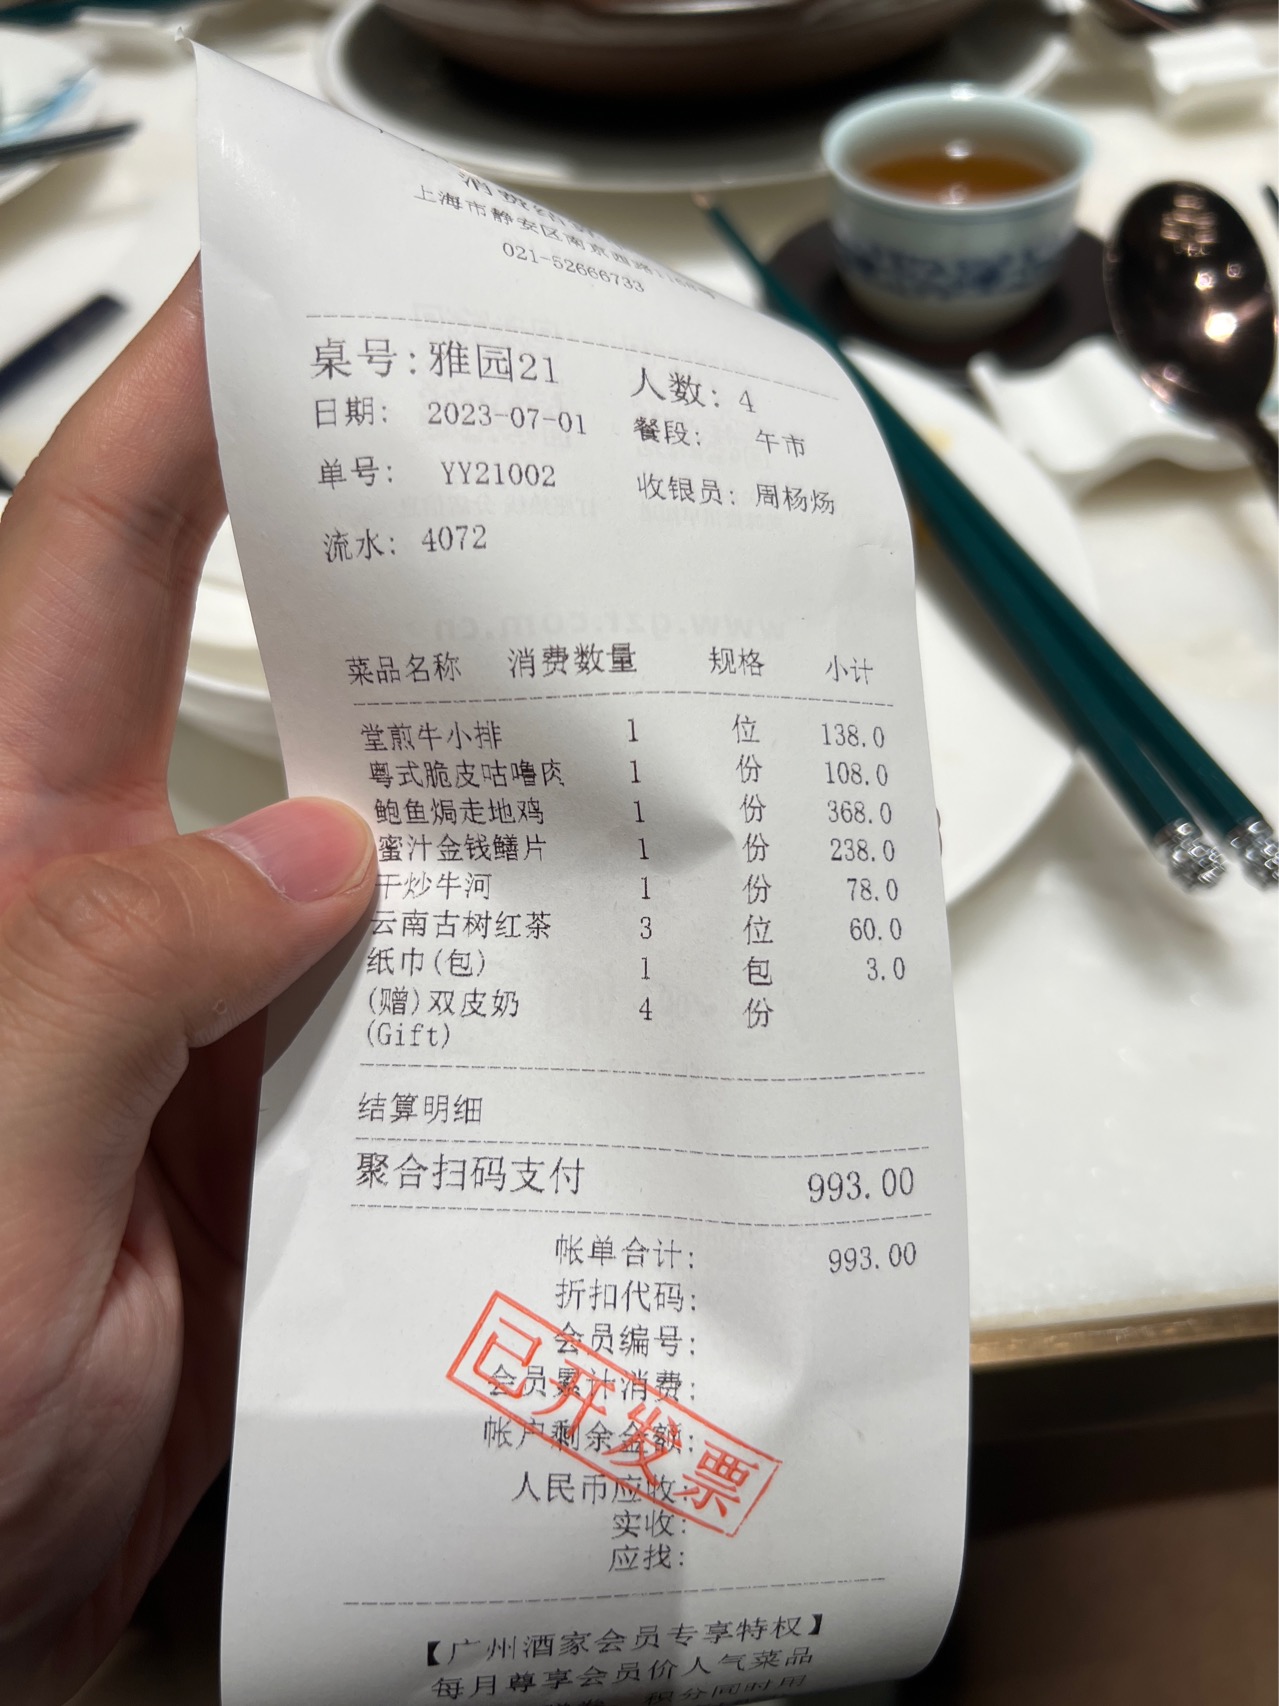 上海市静安区南京西路
021-52666733
桌号:雅园21 人数: 4
日期: 2023-07-01 餐段: 午市
单号: YY21002 收银员: 周杨炀
流水: 4072
www.gzr.com.cn
菜品名称 消费数量 规格 小计
堂煎牛小排 1 位 138.0
粤式脆皮咕噜肉 1 份 108.0
鲍鱼焗走地鸡 1 份 368.0
蜜汁金钱鳝片 1 份 238.0
干炒牛河 1 份 78.0
云南古树红茶 3 位 60.0
纸巾(包) 1 包 3.0
(赠)双皮奶 4 份
(Gift)
结算明细
聚合扫码支付 993.00
帐单合计: 993.00
折扣代码:
会员编号:
会员累计消费:
帐户剩余金额:
人民币应收:
实收:
应找:
已开发票
【广州酒家会员专享特权】
每月尊享会员价人气菜品
积分同时用